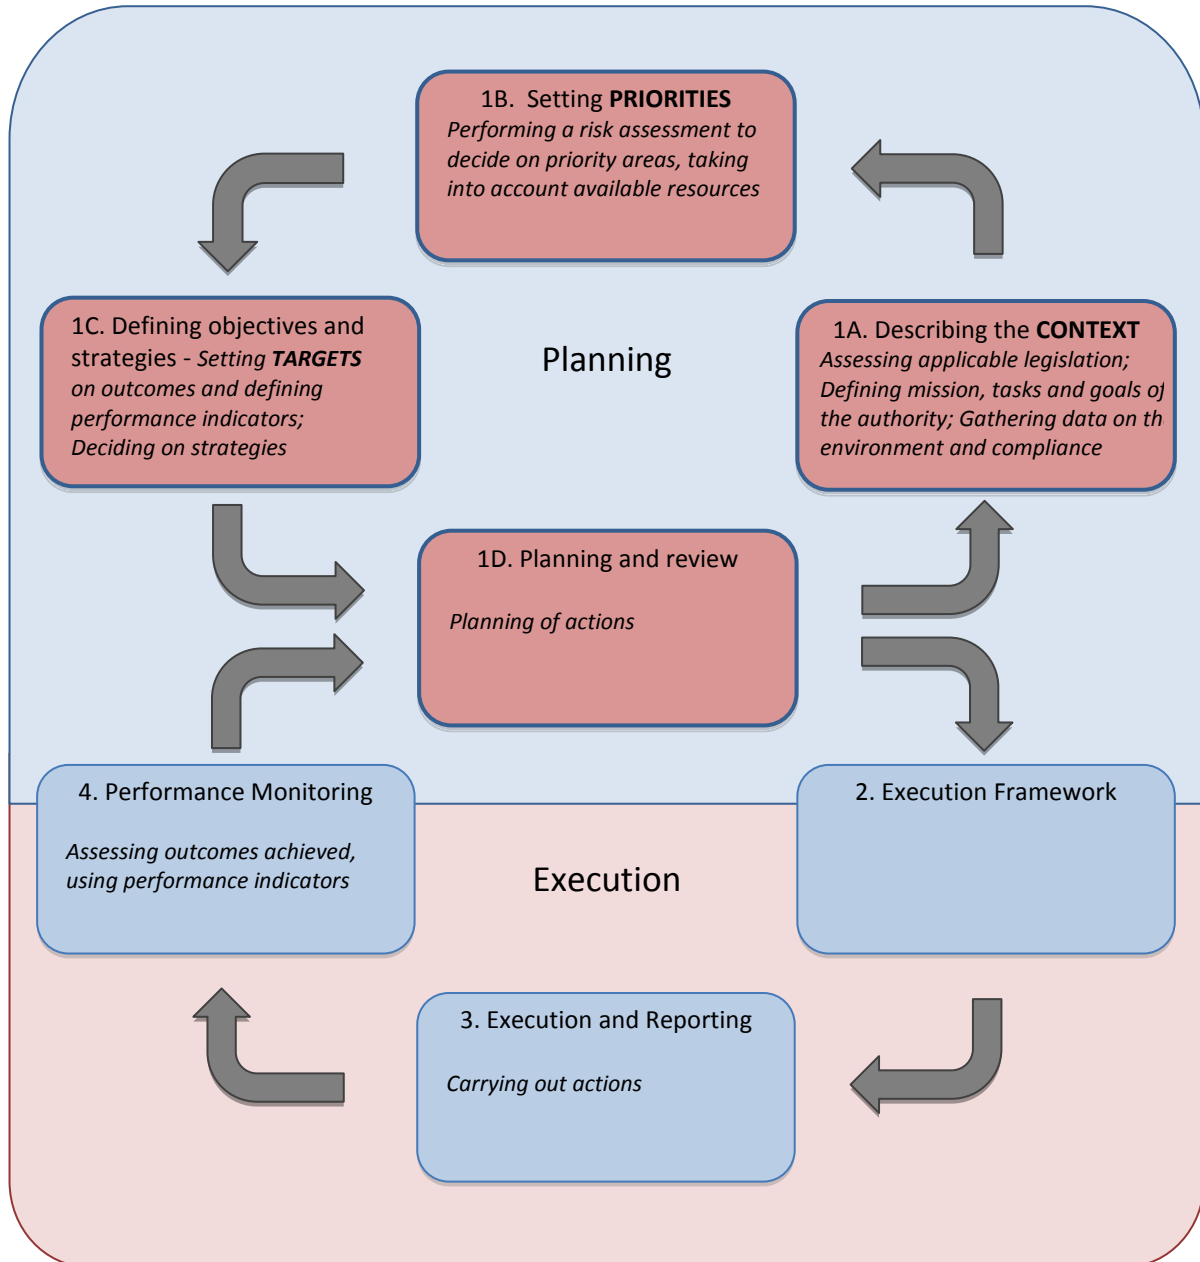 1B. Setting PRIORITIES
Performing a risk assessment to
decide on priority areas, taking
into account available resources
1C. Defining objectives and
strategies - Setting TARGETS
on outcomes and defining
performance indicators;
Deciding on strategies
Planning
1A. Describing the CONTEXT
Assessing applicable legislation;
Defining mission, tasks and goals of
the authority; Gathering data on th
environment and compliance
1D. Planning and review
Planning of actions
4. Performance Monitoring
Assessing outcomes achieved,
using performance indicators
2. Execution Framework
Execution
3. Execution and Reporting
Carrying out actions